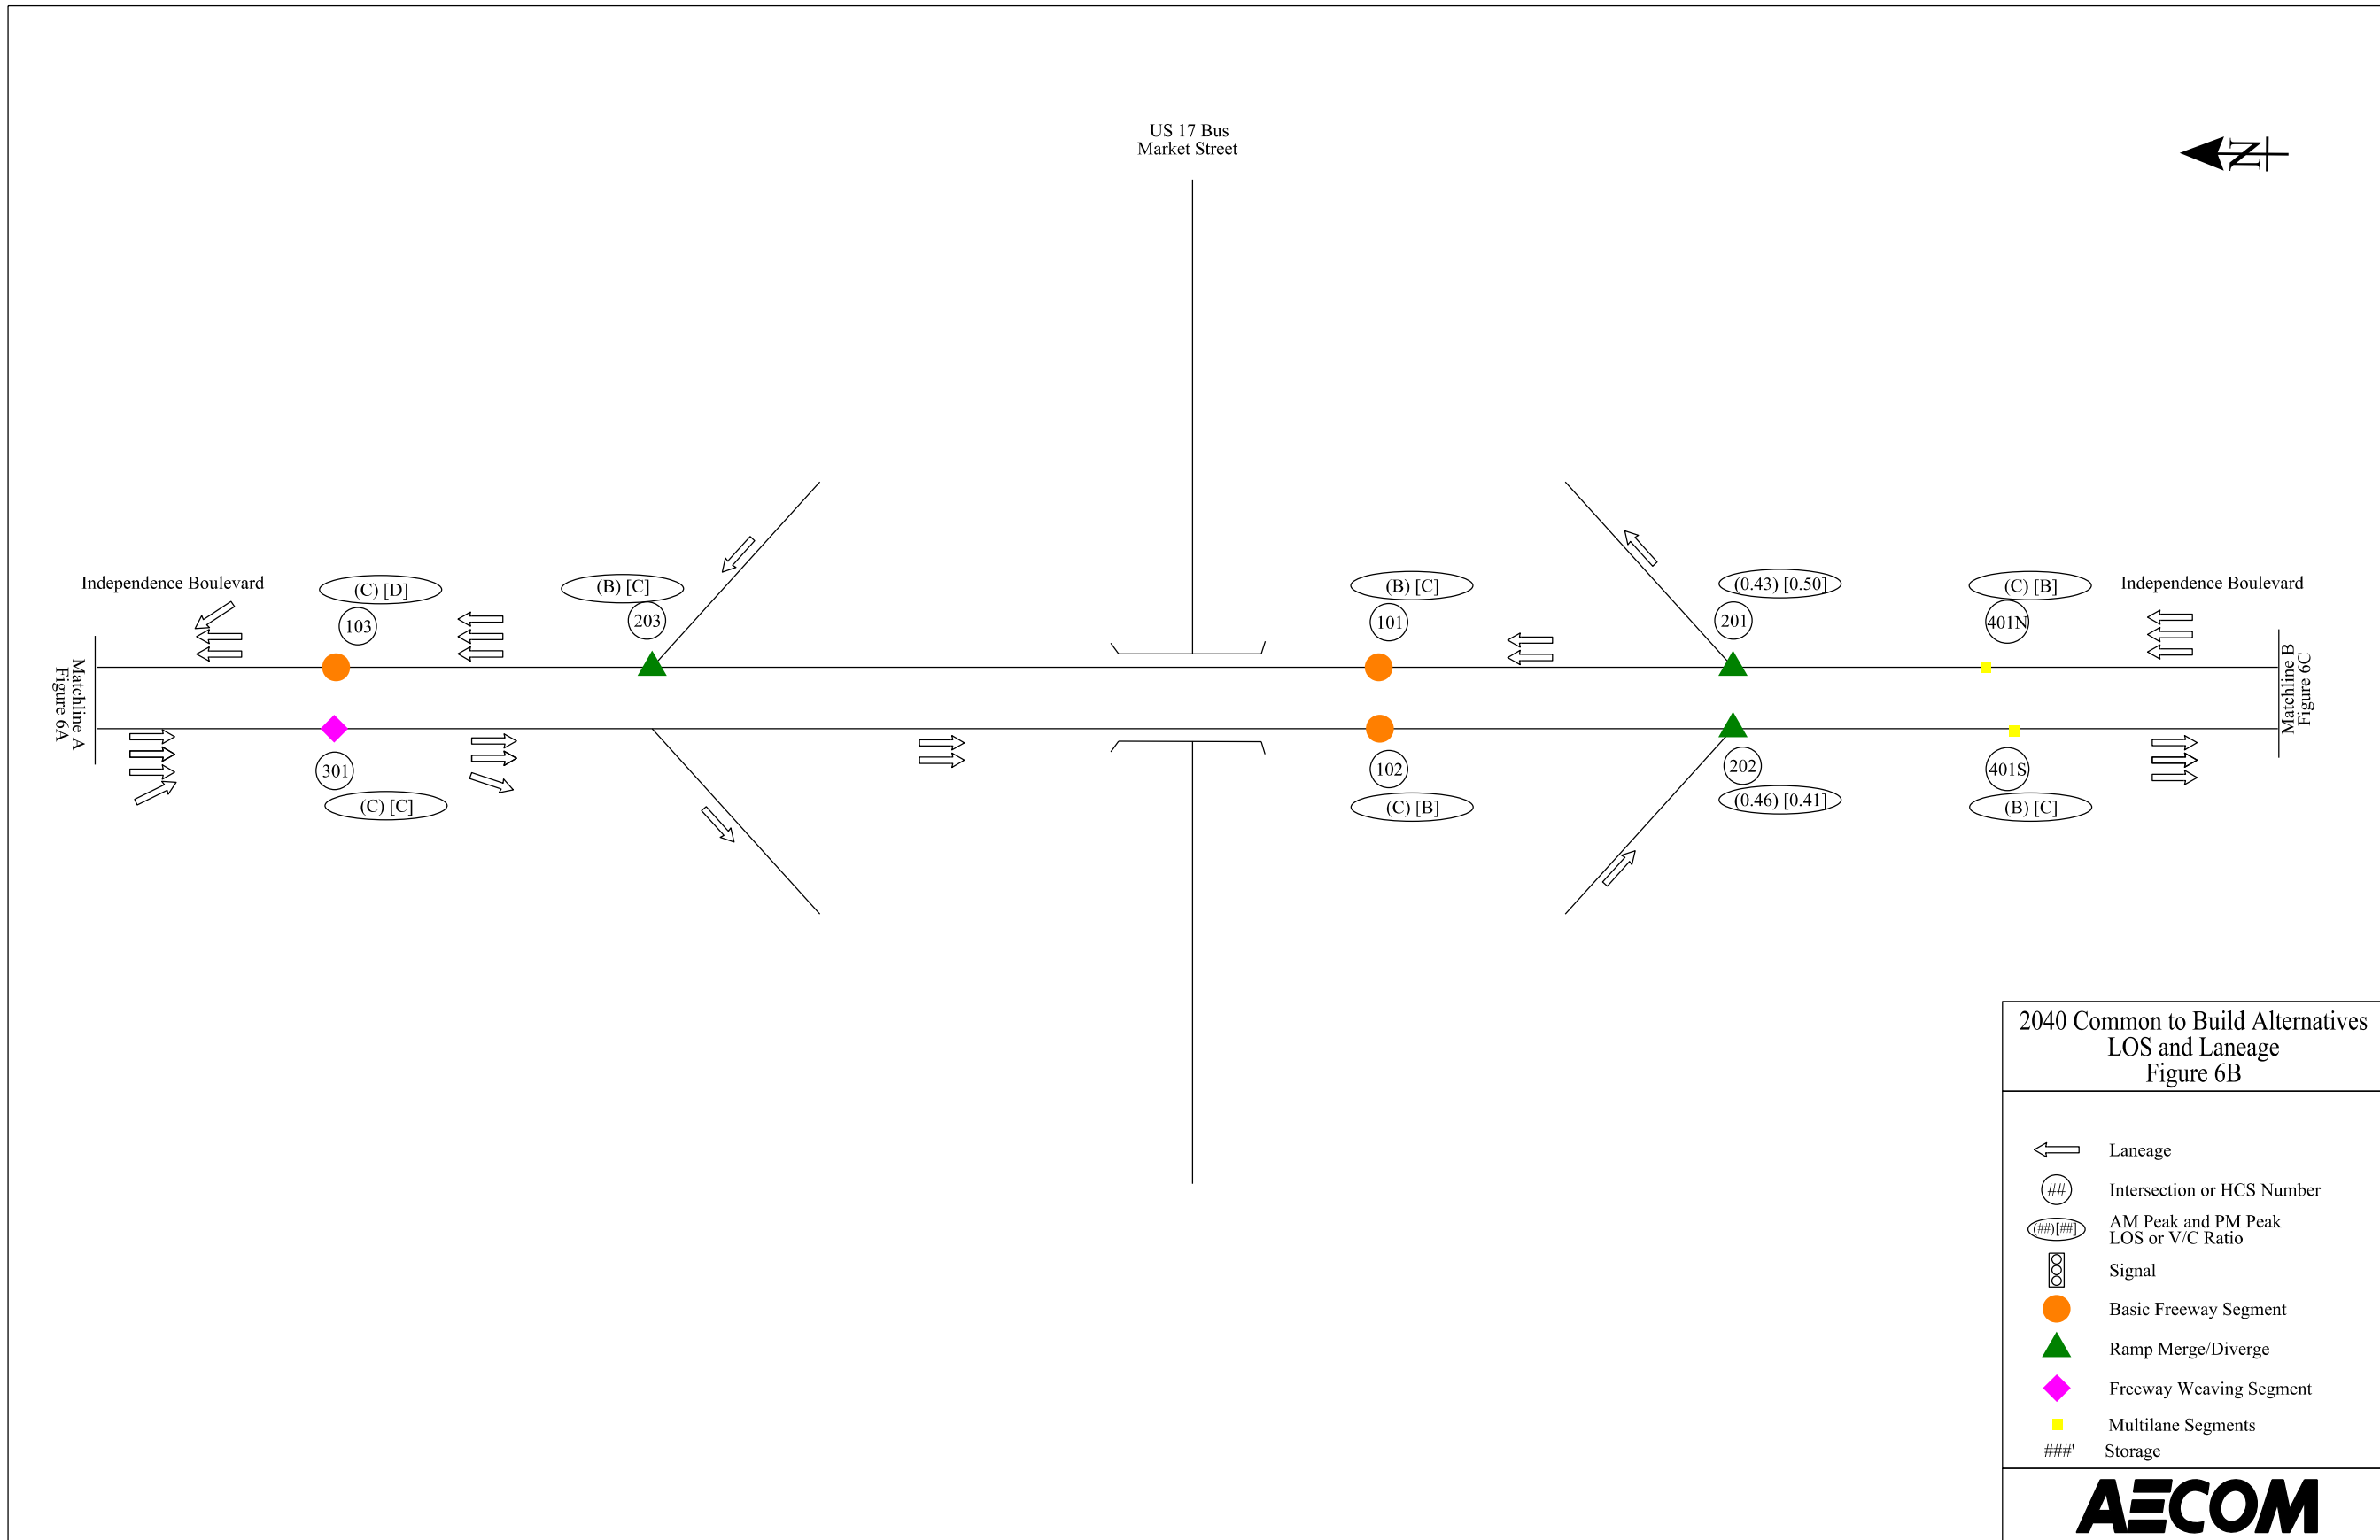 US 17 Bus
Market Street
N
Independence Boulevard
(C) [D]
103
(B) [C]
203
(B) [C]
101
(0.43) [0.50]
201
(C) [B]
401N
Independence Boulevard
Matchline A
Figure 6A
Matchline B
Figure 6C
301
(C) [C]
102
(C) [B]
202
(0.46) [0.41]
401S
(B) [C]
2040 Common to Build Alternatives
LOS and Laneage
Figure 6B
Laneage
## Intersection or HCS Number
(##)[##] AM Peak and PM Peak
LOS or V/C Ratio
Signal
Basic Freeway Segment
Ramp Merge/Diverge
Freeway Weaving Segment
Multilane Segments
###' Storage
AECOM